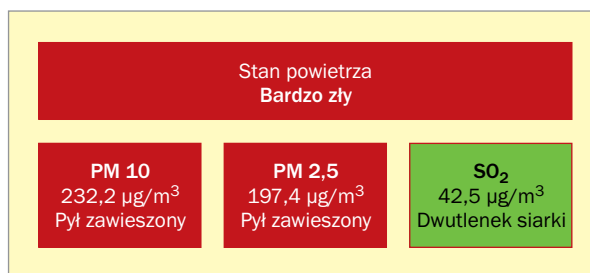 Stan powietrza
Bardzo zły
PM 10
232,2 µg/m³
Pył zawieszony
PM 2,5
197,4 µg/m³
Pył zawieszony
SO₂
42,5 µg/m³
Dwutlenek siarki